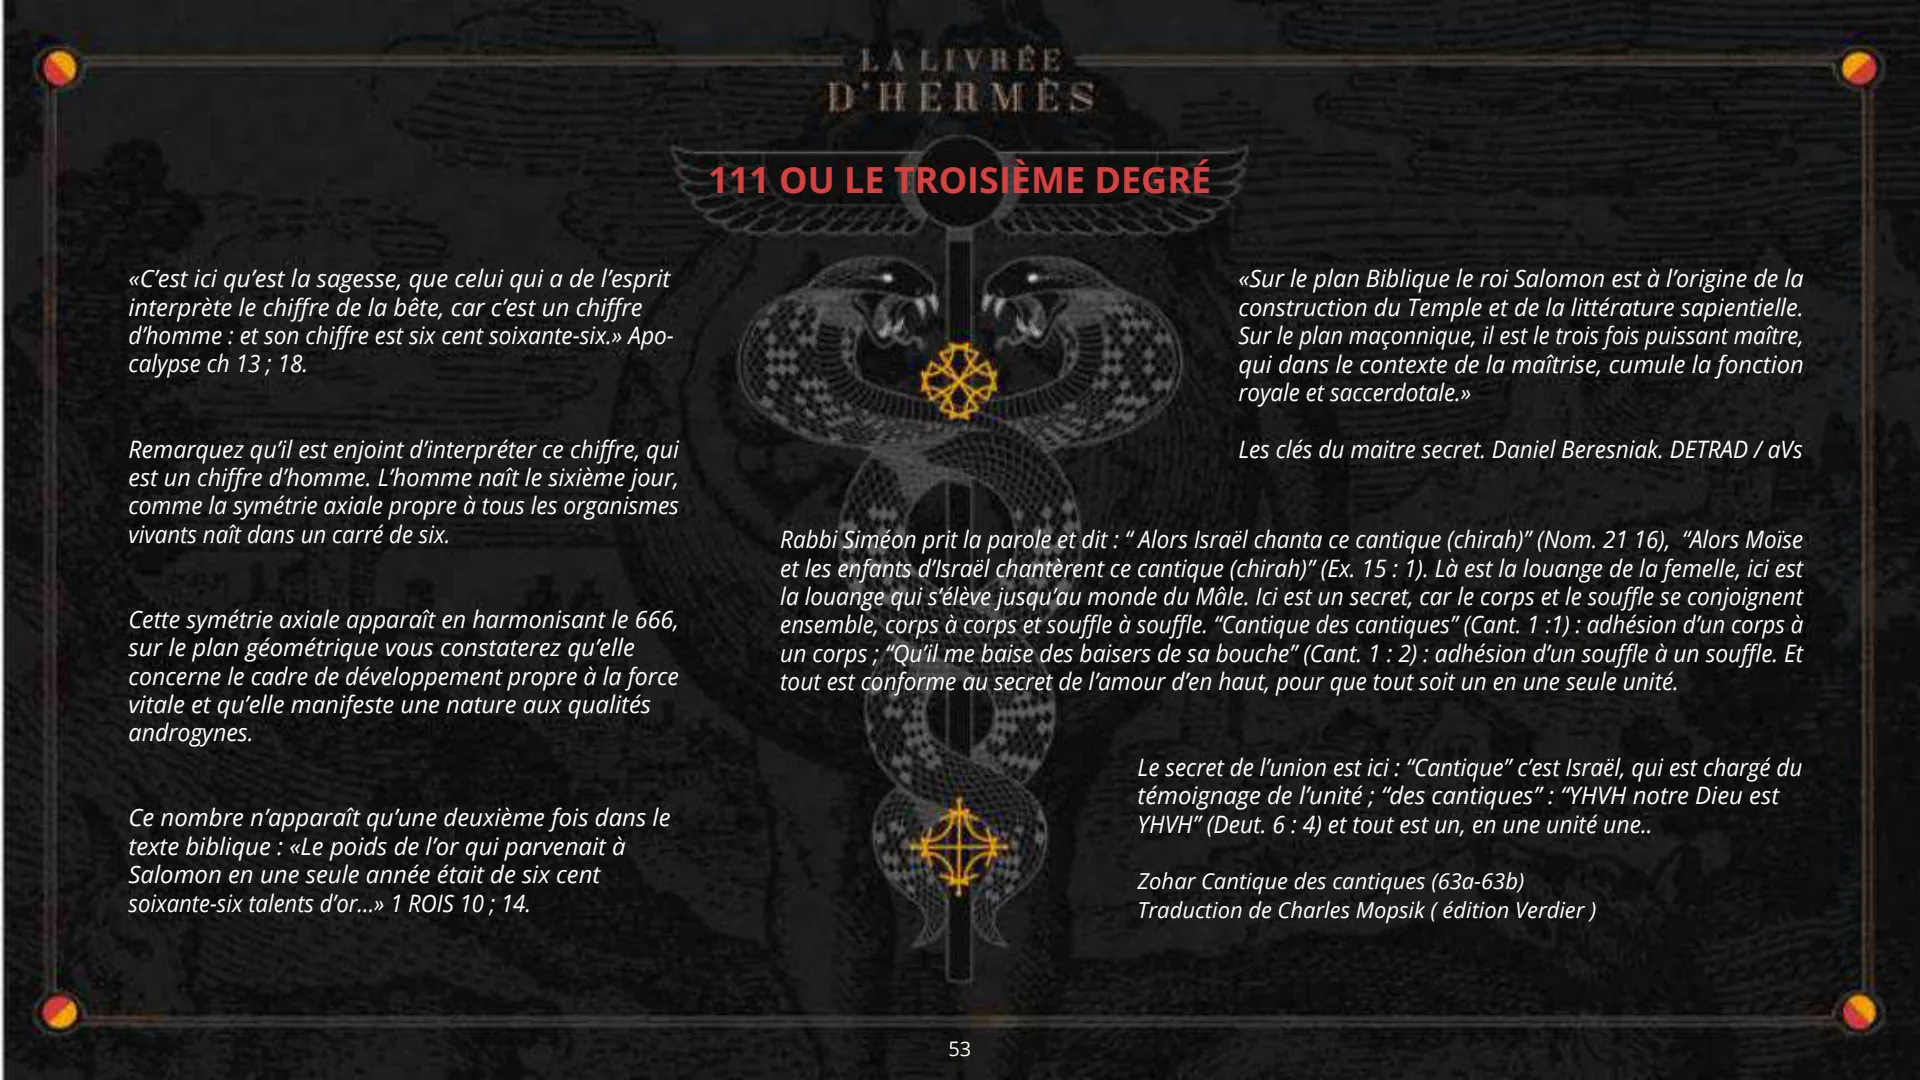 LA LIVRÉE
D'HERMÈS
111 OU LE TROISIÈME DEGRÉ
«C’est ici qu’est la sagesse, que celui qui a de l’esprit
interprète le chiffre de la bête, car c’est un chiffre
d’homme : et son chiffre est six cent soixante-six.» Apo-
calypse ch 13 ; 18.
Remarquez qu’il est enjoint d’interpréter ce chiffre, qui
est un chiffre d’homme. L’homme naît le sixième jour,
comme la symétrie axiale propre à tous les organismes
vivants naît dans un carré de six.
Cette symétrie axiale apparaît en harmonisant le 666,
sur le plan géométrique vous constaterez qu’elle
concerne le cadre de développement propre à la force
vitale et qu’elle manifeste une nature aux qualités
androgynes.
Ce nombre n’apparaît qu’une deuxième fois dans le
texte biblique : «Le poids de l’or qui parvenait à
Salomon en une seule année était de six cent
soixante-six talents d’or...» 1 ROIS 10 ; 14.
«Sur le plan Biblique le roi Salomon est à l’origine de la
construction du Temple et de la littérature sapientielle.
Sur le plan maçonnique, il est le trois fois puissant maître,
qui dans le contexte de la maîtrise, cumule la fonction
royale et saccerdotale.»
Les clés du maitre secret. Daniel Beresniak. DETRAD / aVs
Rabbi Siméon prit la parole et dit : “ Alors Israël chanta ce cantique (chirah)” (Nom. 21 16), “Alors Moïse
et les enfants d’Israël chantèrent ce cantique (chirah)” (Ex. 15 : 1). Là est la louange de la femelle, ici est
la louange qui s’élève jusqu’au monde du Mâle. Ici est un secret, car le corps et le souffle se conjoignent
ensemble, corps à corps et souffle à souffle. “Cantique des cantiques” (Cant. 1 :1) : adhésion d’un corps à
un corps ; “Qu’il me baise des baisers de sa bouche” (Cant. 1 : 2) : adhésion d’un souffle à un souffle. Et
tout est conforme au secret de l’amour d’en haut, pour que tout soit un en une seule unité.
Le secret de l’union est ici : “Cantique” c’est Israël, qui est chargé du
témoignage de l’unité ; “des cantiques” : “YHVH notre Dieu est
YHVH” (Deut. 6 : 4) et tout est un, en une unité une..
Zohar Cantique des cantiques (63a-63b)
Traduction de Charles Mopsik ( édition Verdier )
53